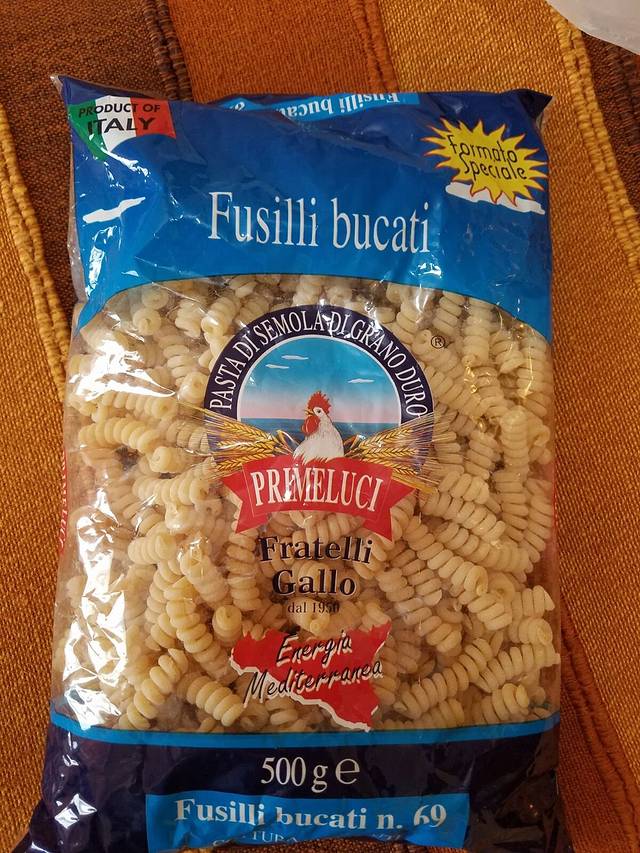 Fusilli bucati
PRODUCT OF
ITALY
Formato
Speciale
Fusilli bucati
PASTA DI SEMOLA DI GRANO DURO
®
PRIMELUCI
Fratelli
Gallo
dal 1950
Energia
Mediterranea
500 g ℮
Fusilli bucati n. 69